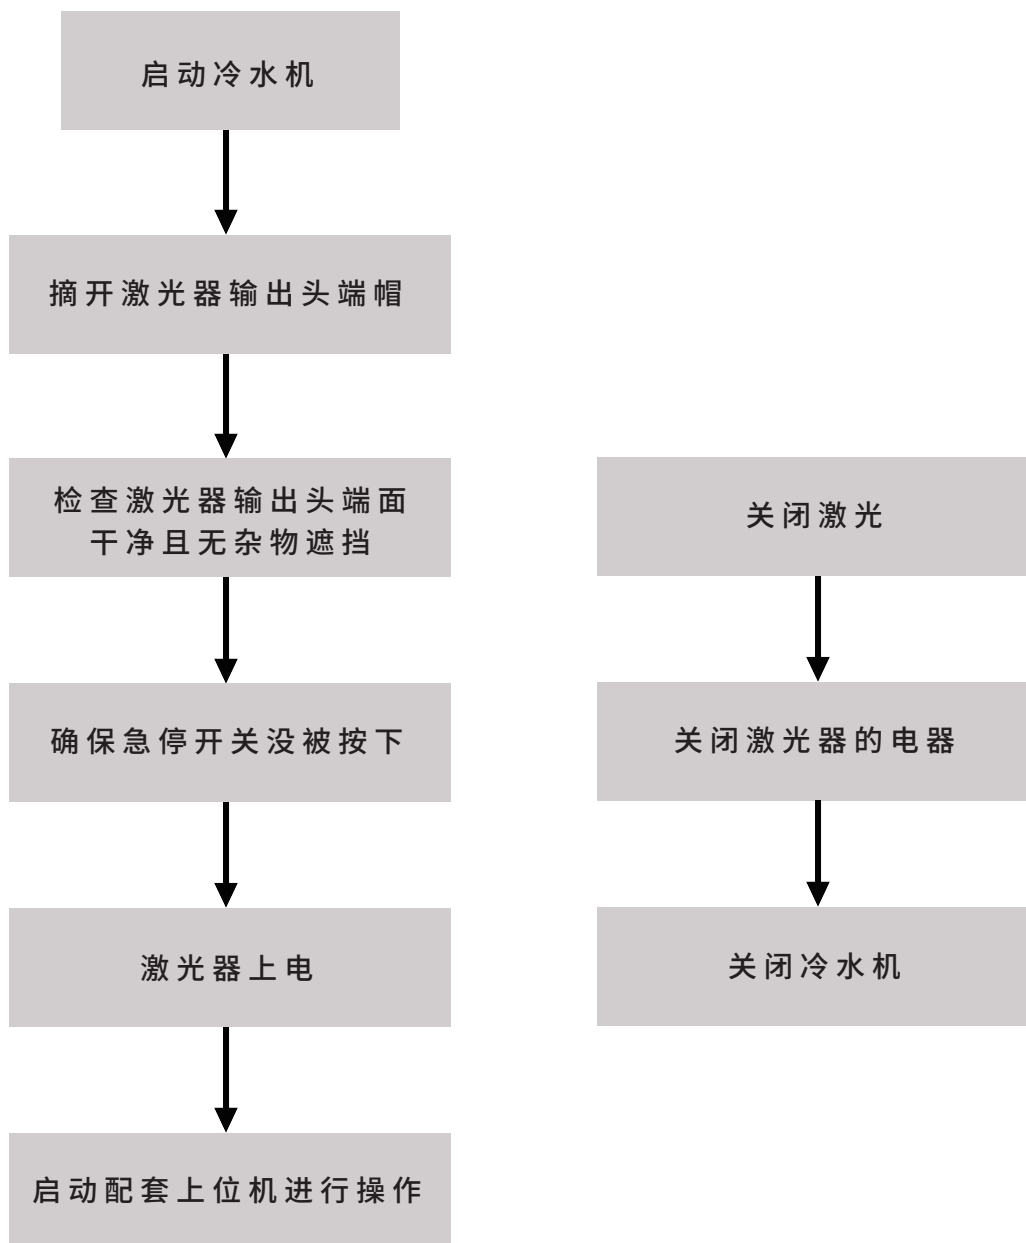 启动冷水机
摘开激光器输出头端帽
检查激光器输出头端面
干净且无杂物遮挡
确保急停开关没被按下
激光器上电
启动配套上位机进行操作
关闭激光
关闭激光器的电器
关闭冷水机